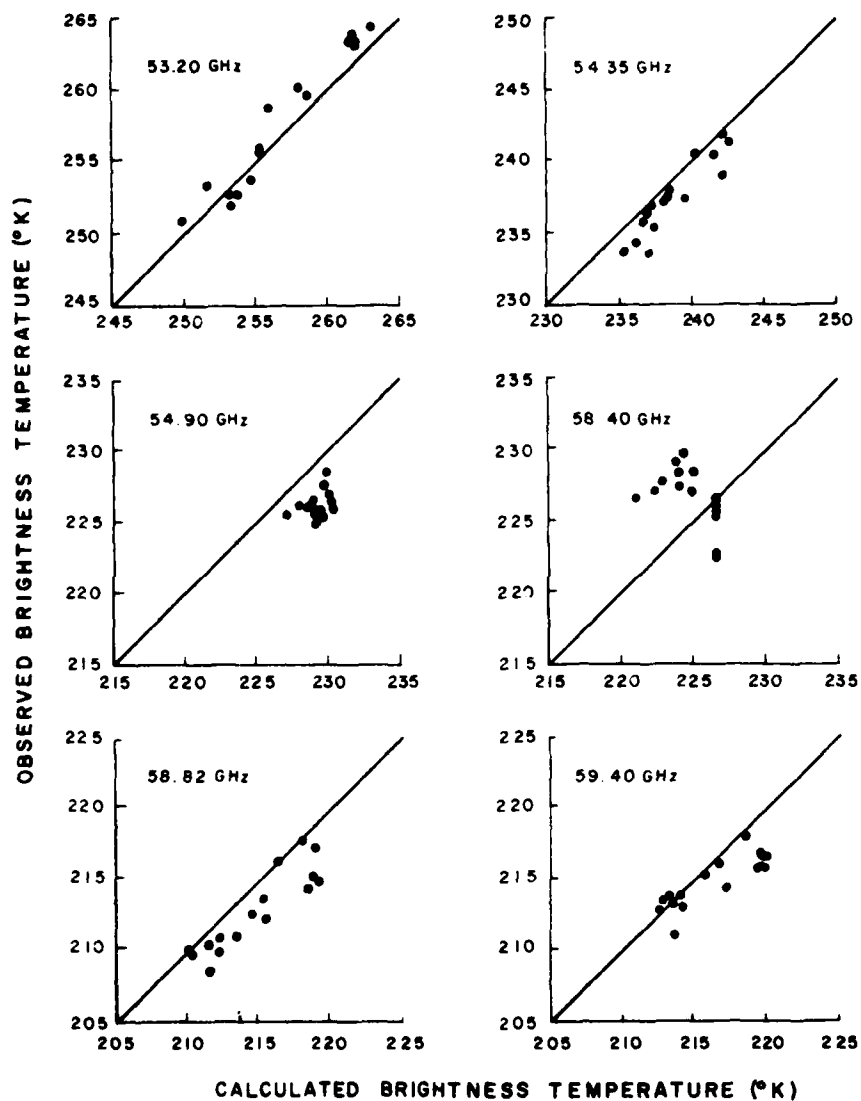 OBSERVED BRIGHTNESS TEMPERATURE (°K)
53.20 GHz
265
260
255
250
245
245 250 255 260 265
54 35 GHz
250
245
240
235
230
230 235 240 245 250
54.90 GHz
235
230
225
220
215
215 220 225 230 235
58 40 GHz
235
230
225
220
215
215 220 225 230 235
58.82 GHz
225
220
215
210
205
205 210 215 220 225
59.40 GHz
225
220
215
210
205
205 210 215 220 225
CALCULATED BRIGHTNESS TEMPERATURE (°K)